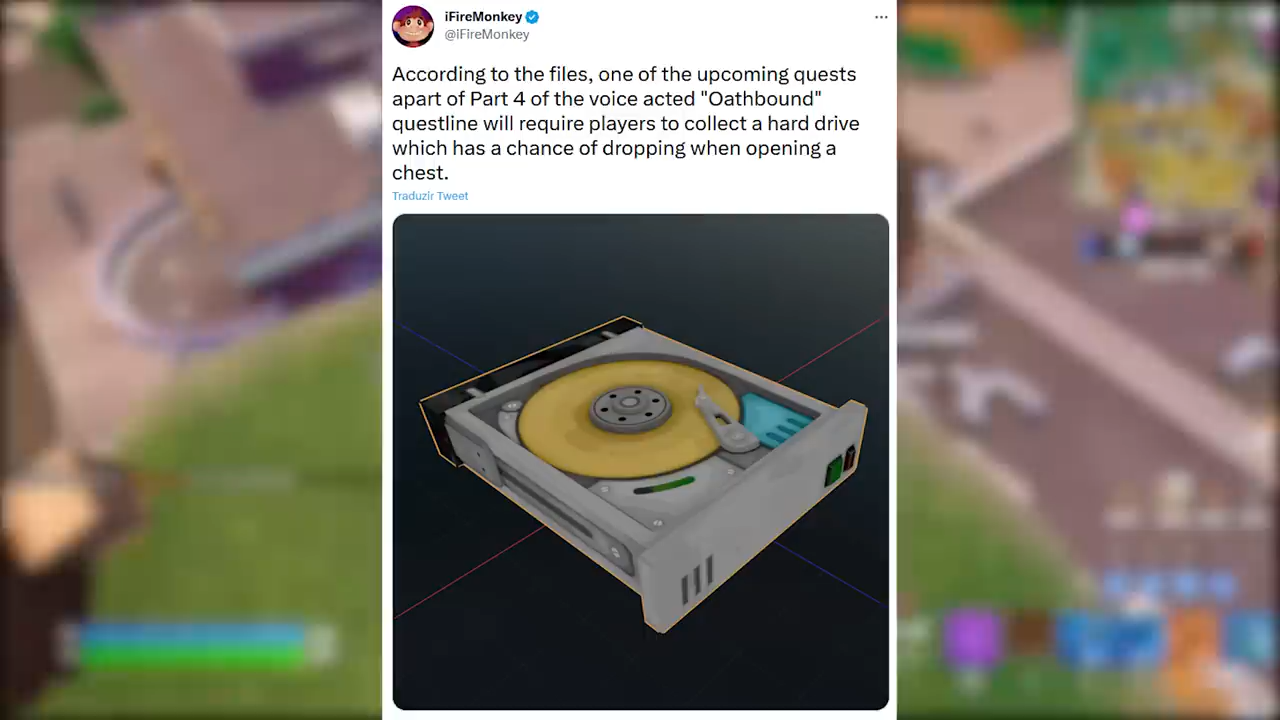 iFireMonkey
@iFireMonkey
According to the files, one of the upcoming quests
apart of Part 4 of the voice acted "Oathbound"
questline will require players to collect a hard drive
which has a chance of dropping when opening a
chest.
Traduzir Tweet